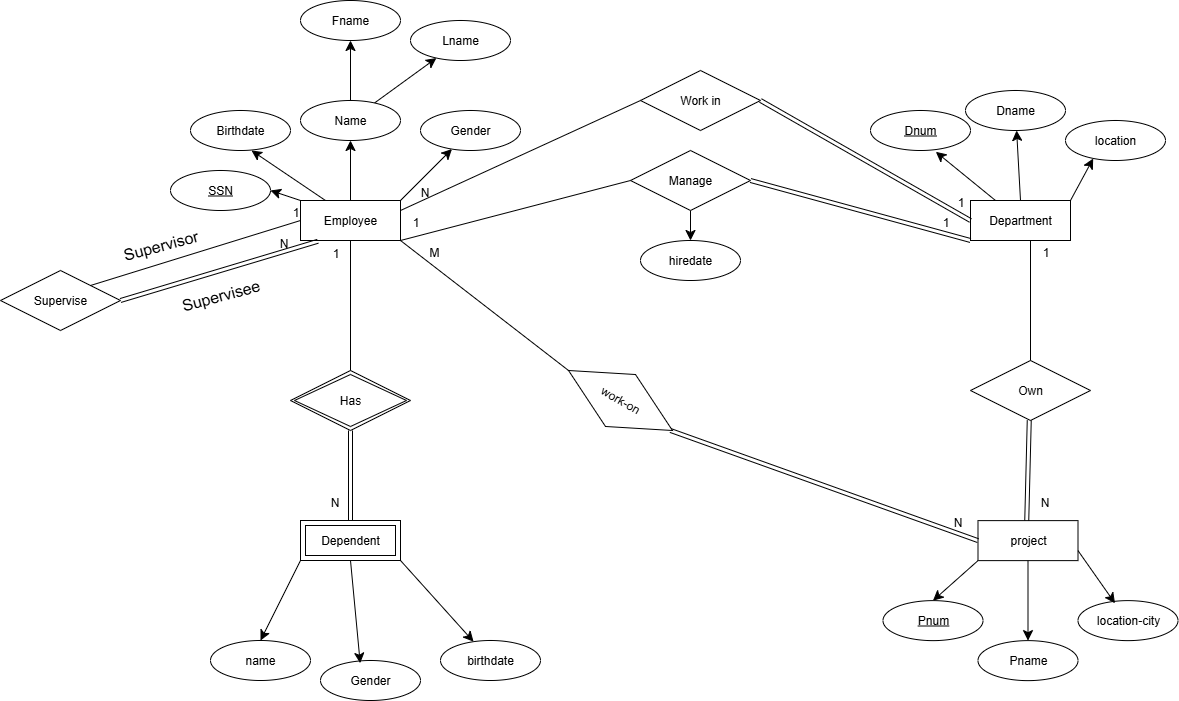 Fname
Lname
Name
Birthdate
Gender
SSN
Work in
Dnum
Dname
location
Manage
hiredate
N
1
1
1
1
N
1
M
Employee
Department
1
1
Supervisor
Supervisee
Supervise
Has
work-on
Own
N
N
N
Dependent
project
name
Gender
birthdate
Pnum
Pname
location-city